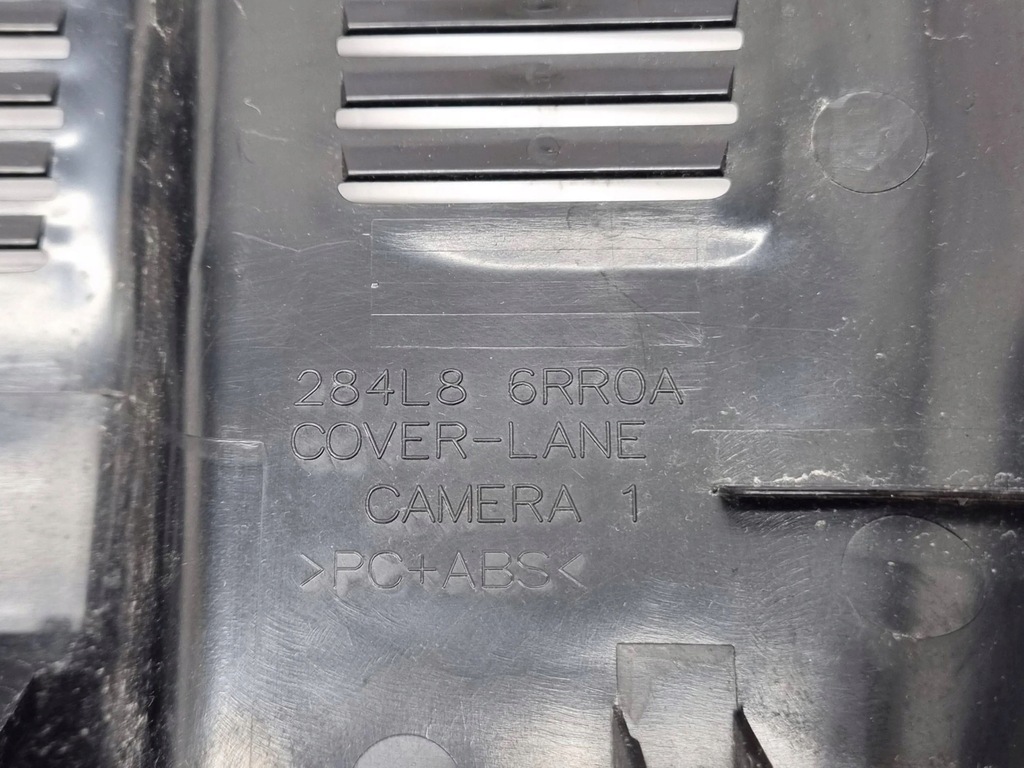 284L8 6RR0A
COVER-LANE
CAMERA 1
>PC+ABS<